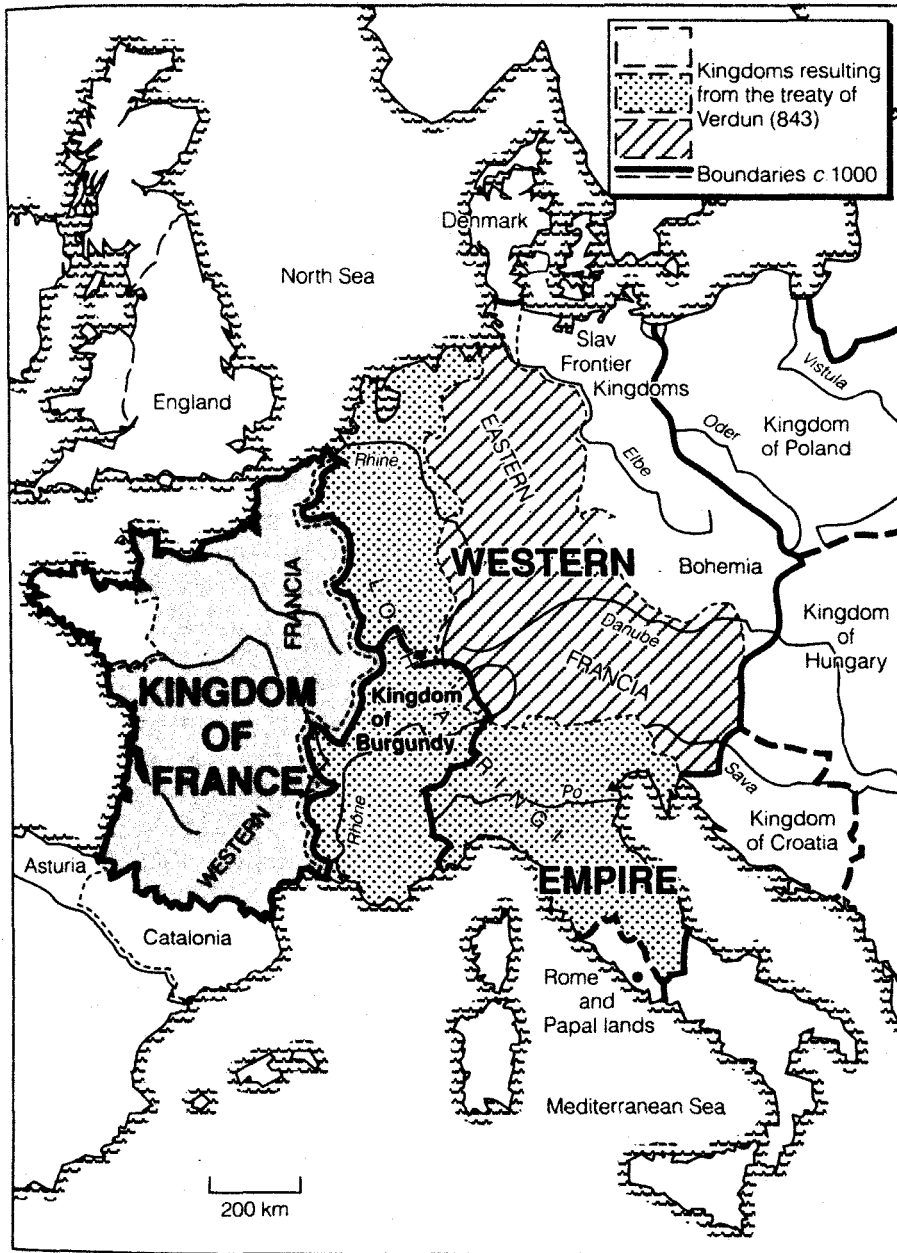 Kingdoms resulting
from the treaty of
Verdun (843)
Boundaries c 1000
Denmark
North Sea
Slav
Frontier
Kingdoms
England
Vistula
Kingdom
of Poland
Oder
Elbe
Rhine
EASTERN
WESTERN
Bohemia
FRANCIA
LOTHARINGI
Danube
Kingdom
of
Hungary
FRANCIA
KINGDOM
OF
FRANCE
Kingdom
of
Burgundy
Sava
Po
Rhône
Kingdom
of Croatia
WESTERN
Asturia
EMPIRE
Catalonia
Rome
and
Papal lands
Mediterranean Sea
200 km